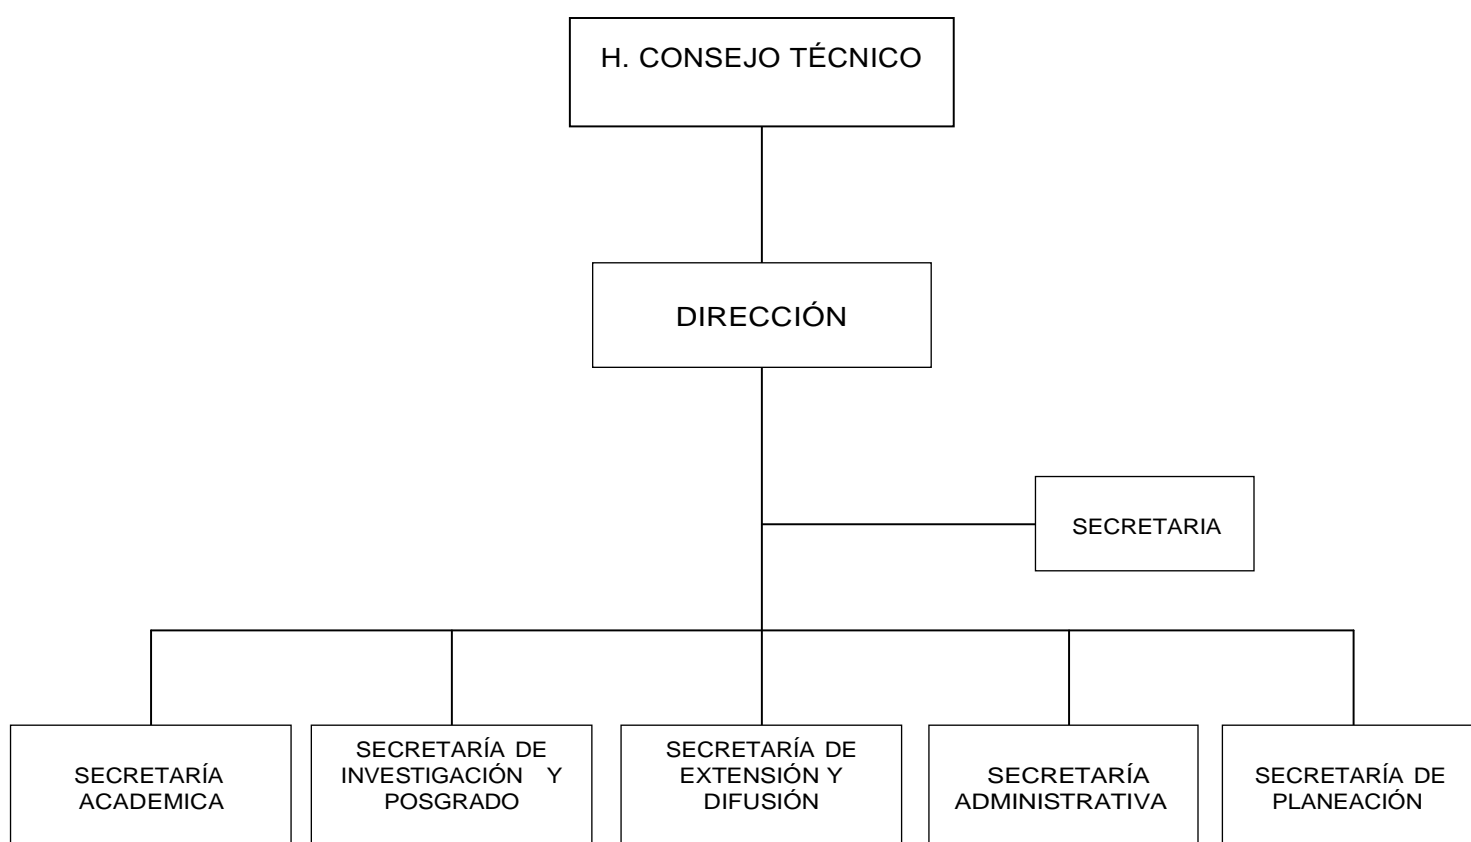 H. CONSEJO TÉCNICO
DIRECCIÓN
SECRETARIA
SECRETARÍA
ACADEMICA
SECRETARÍA DE
INVESTIGACIÓN Y
POSGRADO
SECRETARÍA DE
EXTENSIÓN Y
DIFUSIÓN
SECRETARÍA
ADMINISTRATIVA
SECRETARÍA DE
PLANEACIÓN